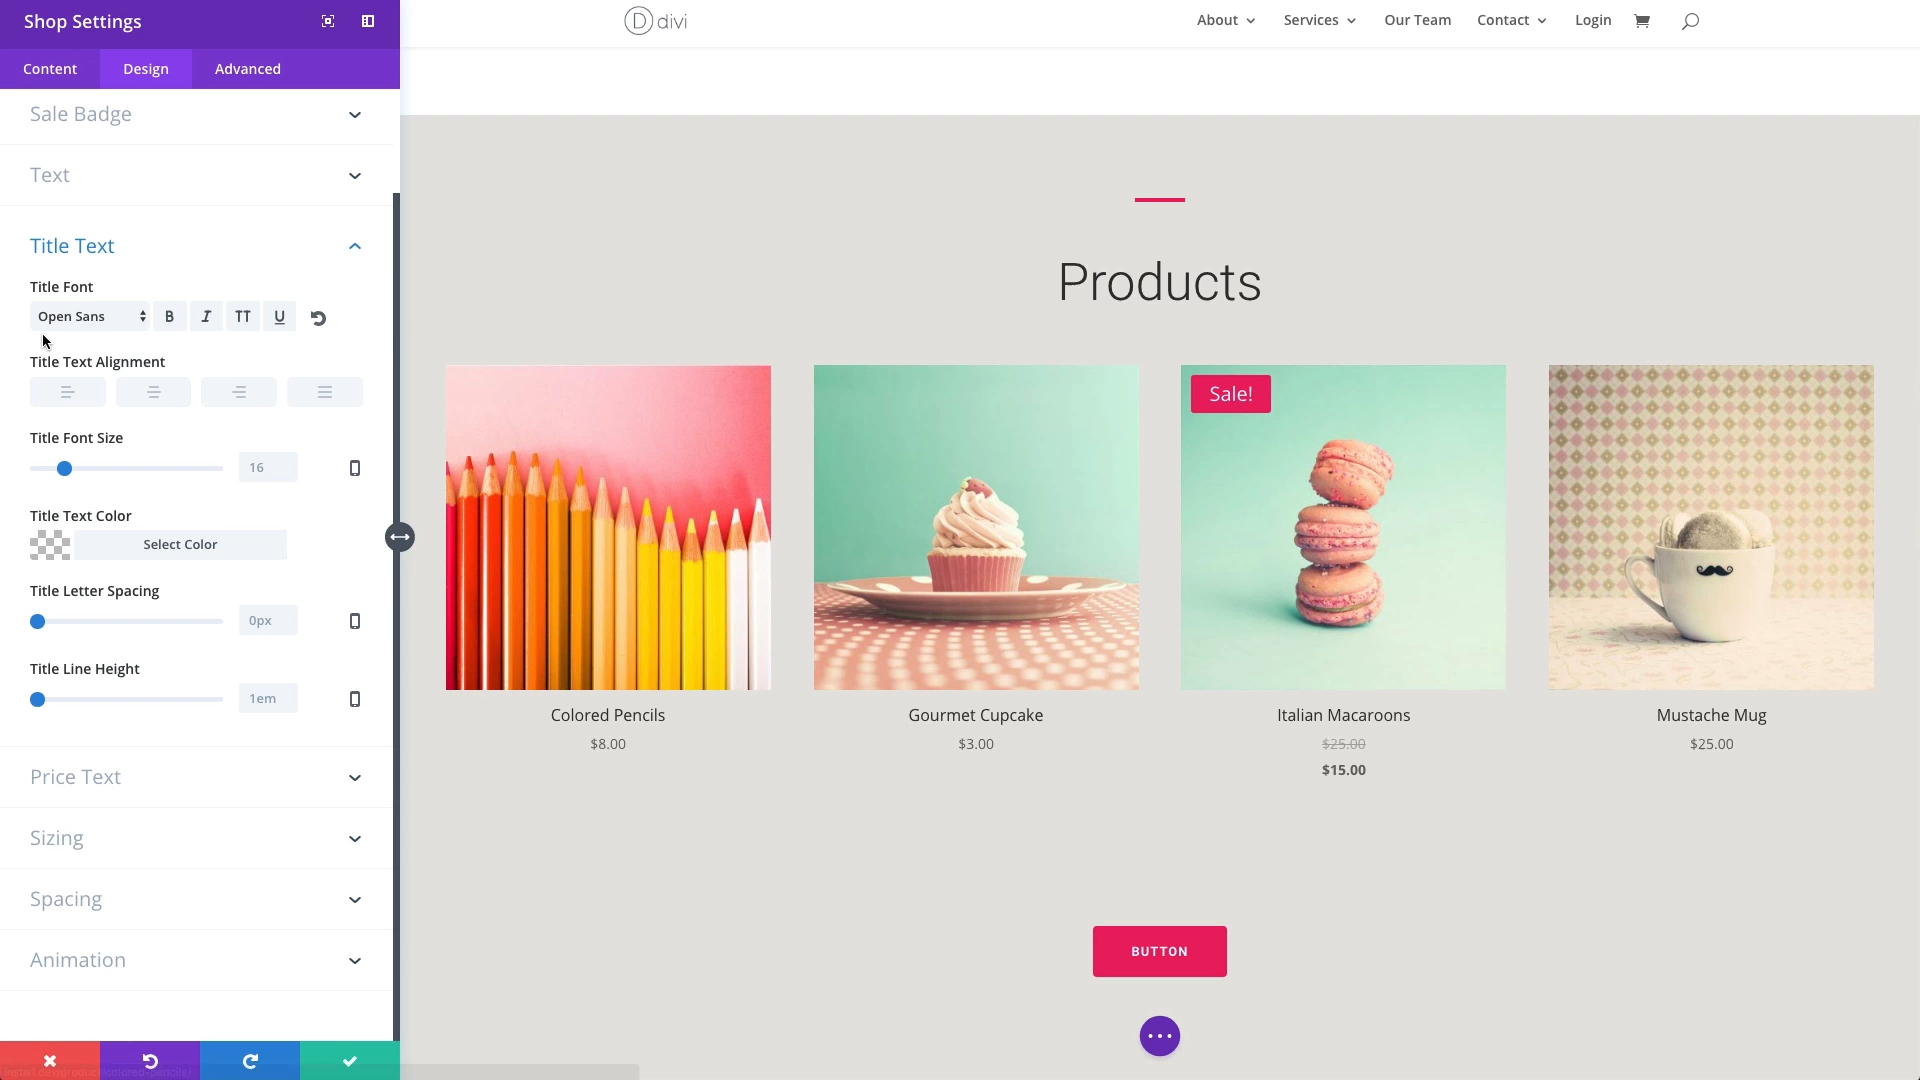 Shop Settings
Content Design Advanced
Sale Badge
Text
Title Text
Title Font
Open Sans B I TT U
Title Text Alignment
Title Font Size
16
Title Text Color
Select Color
Title Letter Spacing
0px
Title Line Height
1em
Price Text
Sizing
Spacing
Animation
D divi
About Services Our Team Contact Login
Products
Sale!
Colored Pencils
$8.00
Gourmet Cupcake
$3.00
Italian Macaroons
$25.00
$15.00
Mustache Mug
$25.00
BUTTON